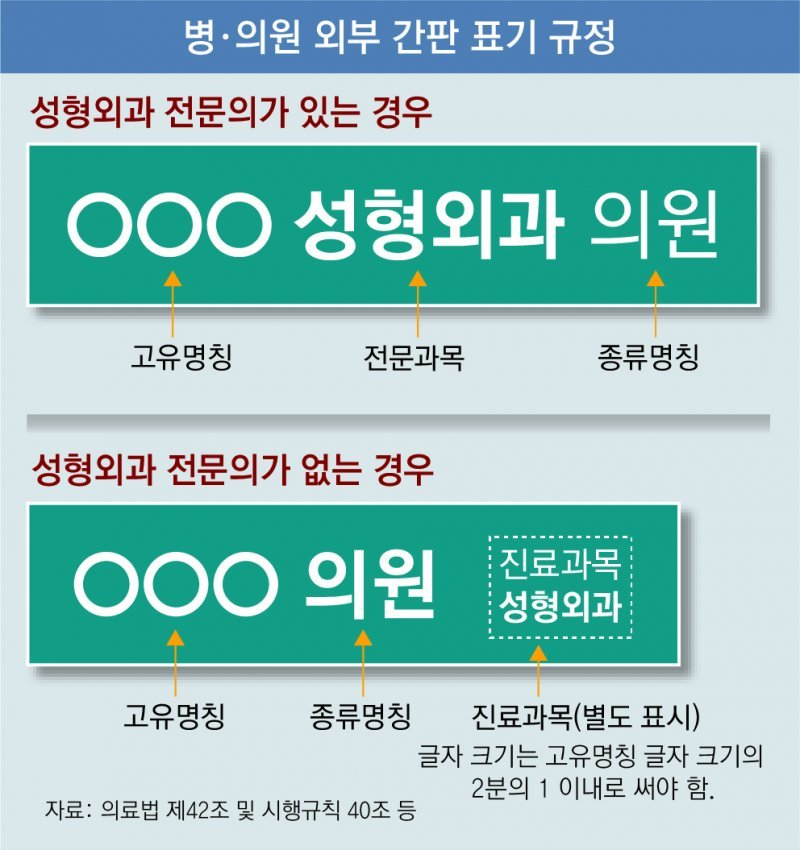 병·의원 외부 간판 표기 규정
성형외과 전문의가 있는 경우
○○○ 성형외과 의원
고유명칭 전문과목 종류명칭
성형외과 전문의가 없는 경우
○○○ 의원
진료과목
성형외과
고유명칭 종류명칭 진료과목(별도 표시)
글자 크기는 고유명칭 글자 크기의
2분의 1 이내로 써야 함.
자료: 의료법 제42조 및 시행규칙 40조 등